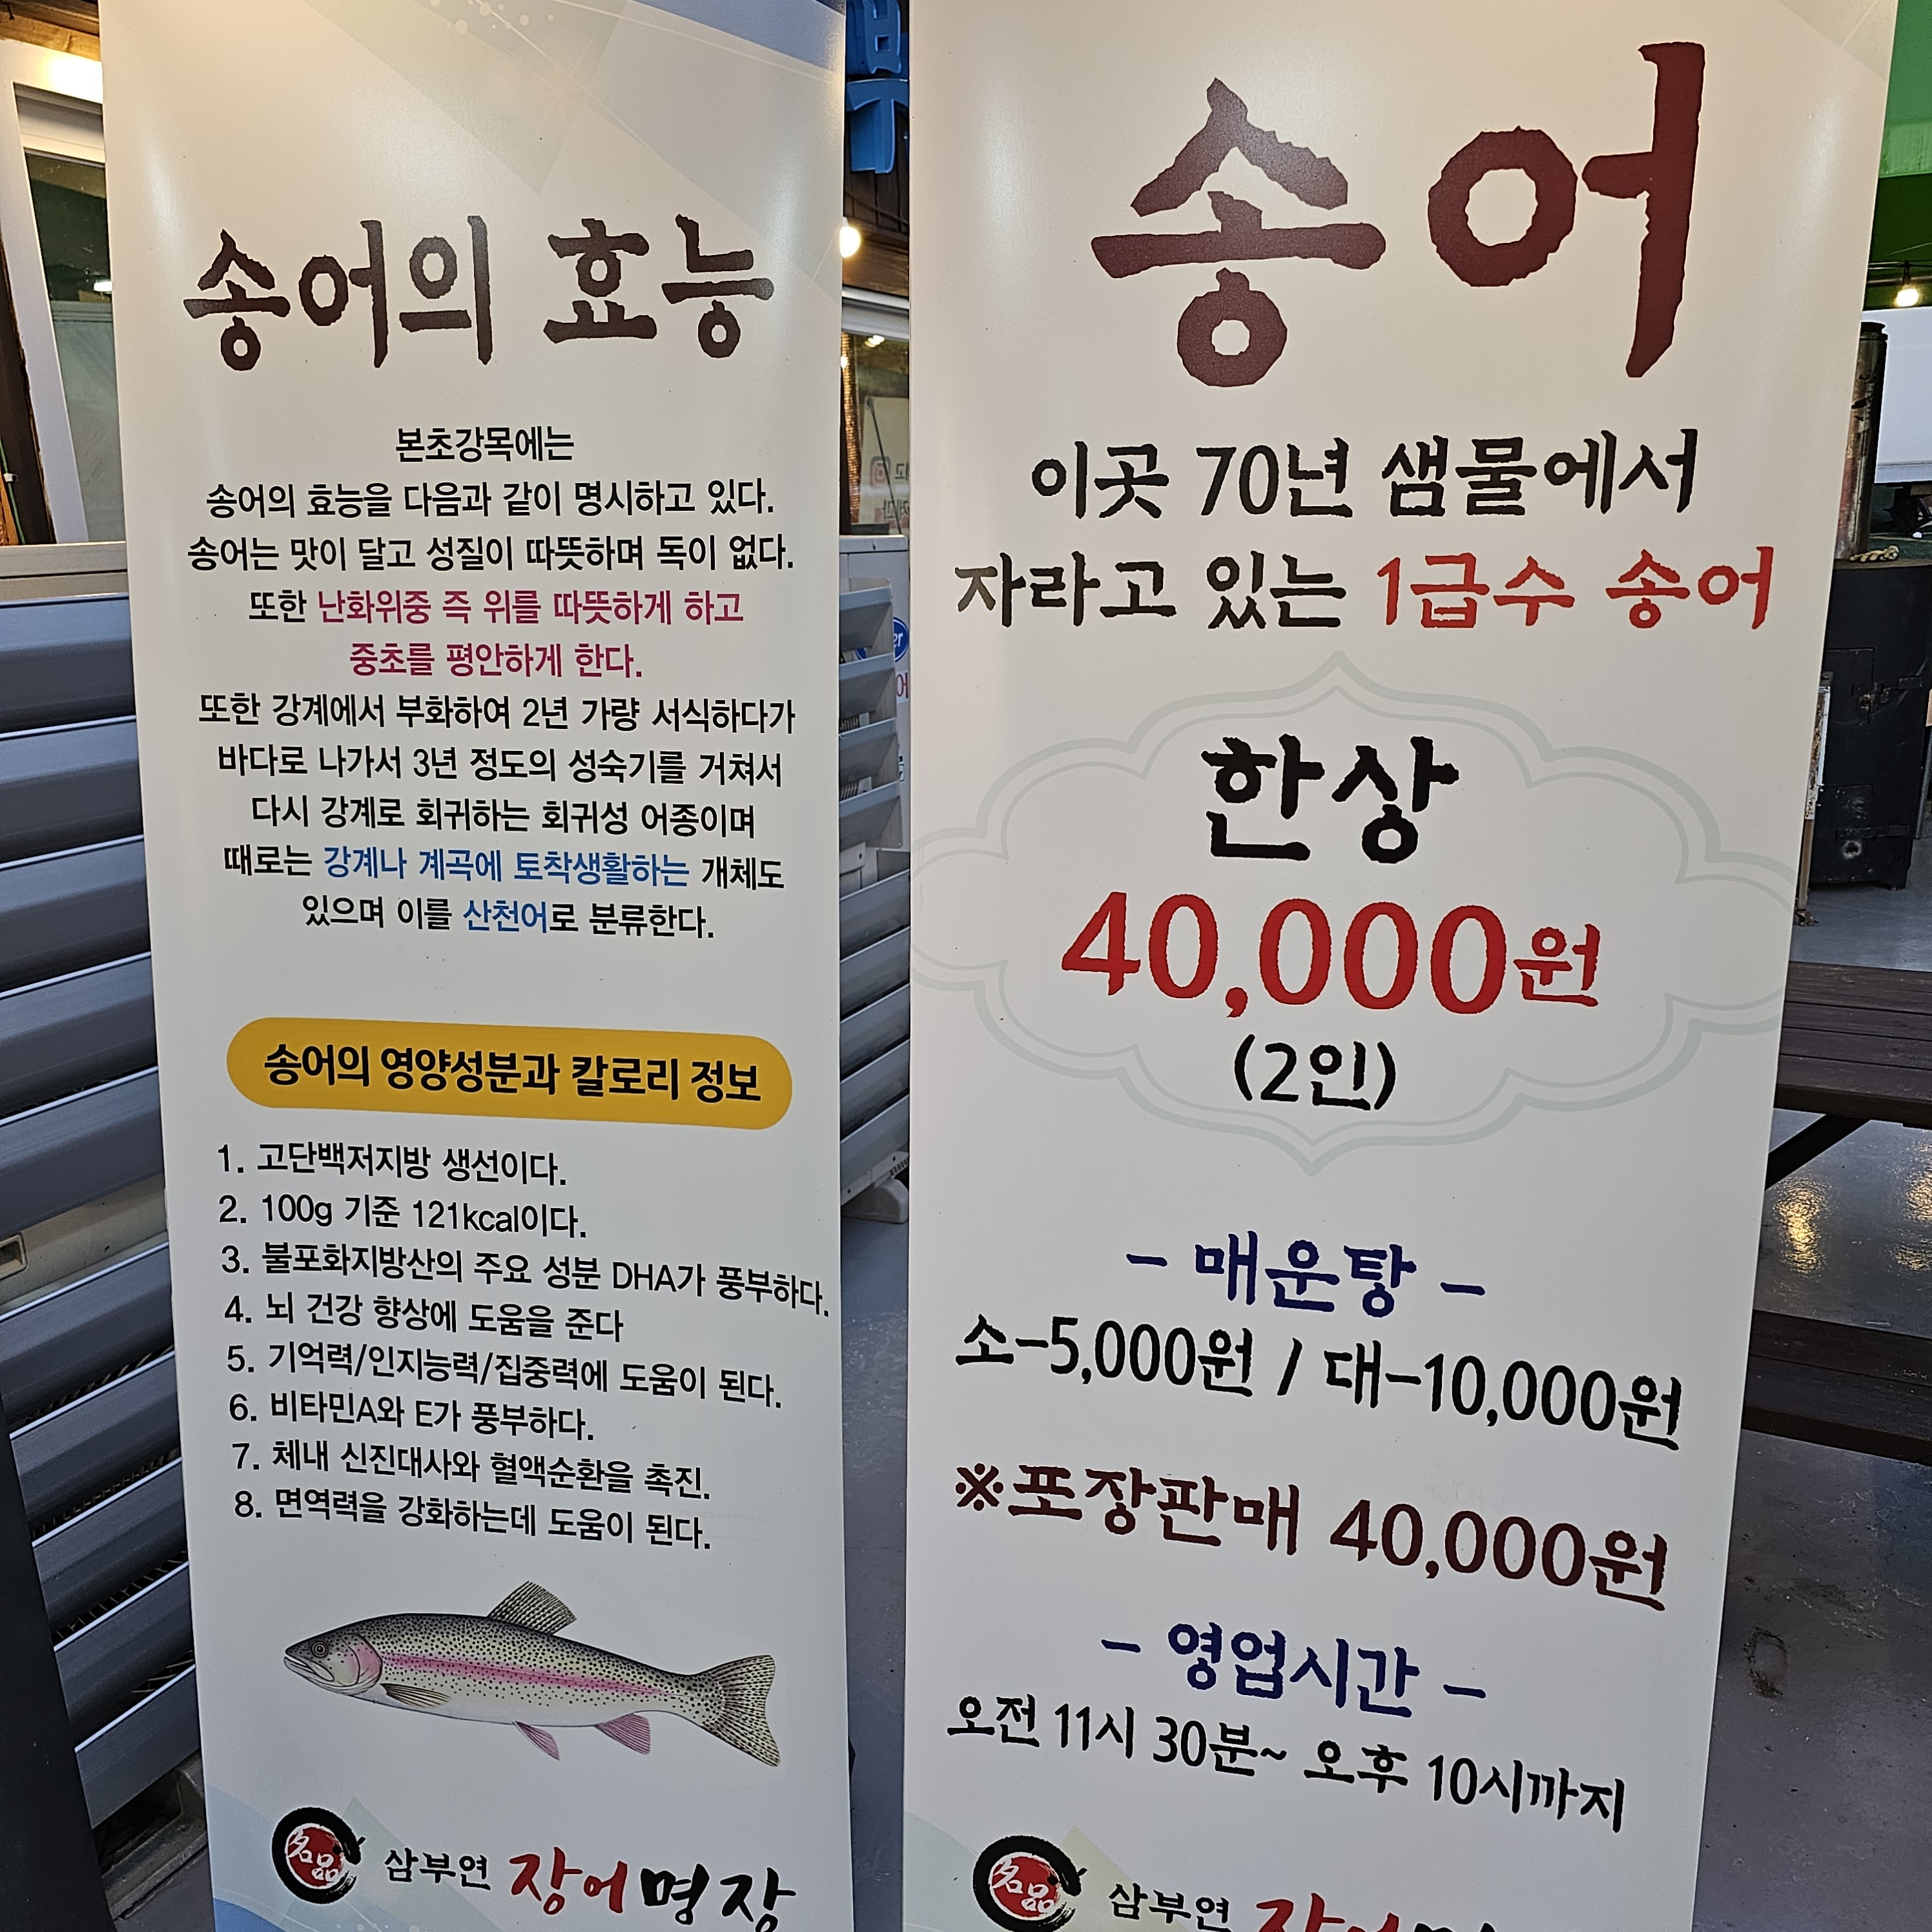 송어의 효능
본초강목에는
송어의 효능을 다음과 같이 명시하고 있다.
송어는 맛이 달고 성질이 따뜻하며 독이 없다.
또한 난화위중 즉 위를 따뜻하게 하고
중초를 평안하게 한다.
또한 강계에서 부화하여 2년 가량 서식하다가
바다로 나가서 3년 정도의 성숙기를 거쳐서
다시 강계로 회귀하는 회귀성 어종이며
때로는 강계나 계곡에 토착생활하는 개체도
있으며 이를 산천어로 분류한다.
송어의 영양성분과 칼로리 정보
1. 고단백저지방 생선이다.
2. 100g 기준 121kcal이다.
3. 불포화지방산의 주요 성분 DHA가 풍부하다.
4. 뇌 건강 향상에 도움을 준다
5. 기억력/인지능력/집중력에 도움이 된다.
6. 비타민A와 E가 풍부하다.
7. 체내 신진대사와 혈액순환을 촉진.
8. 면역력을 강화하는데 도움이 된다.
名品 삼부연 장어명장
송어
이곳 70년 샘물에서
자라고 있는 1급수 송어
한상
40,000원
(2인)
- 매운탕 -
소-5,000원 / 대-10,000원
※포장판매 40,000원
- 영업시간 -
오전 11시 30분~ 오후 10시까지
名品 삼부연